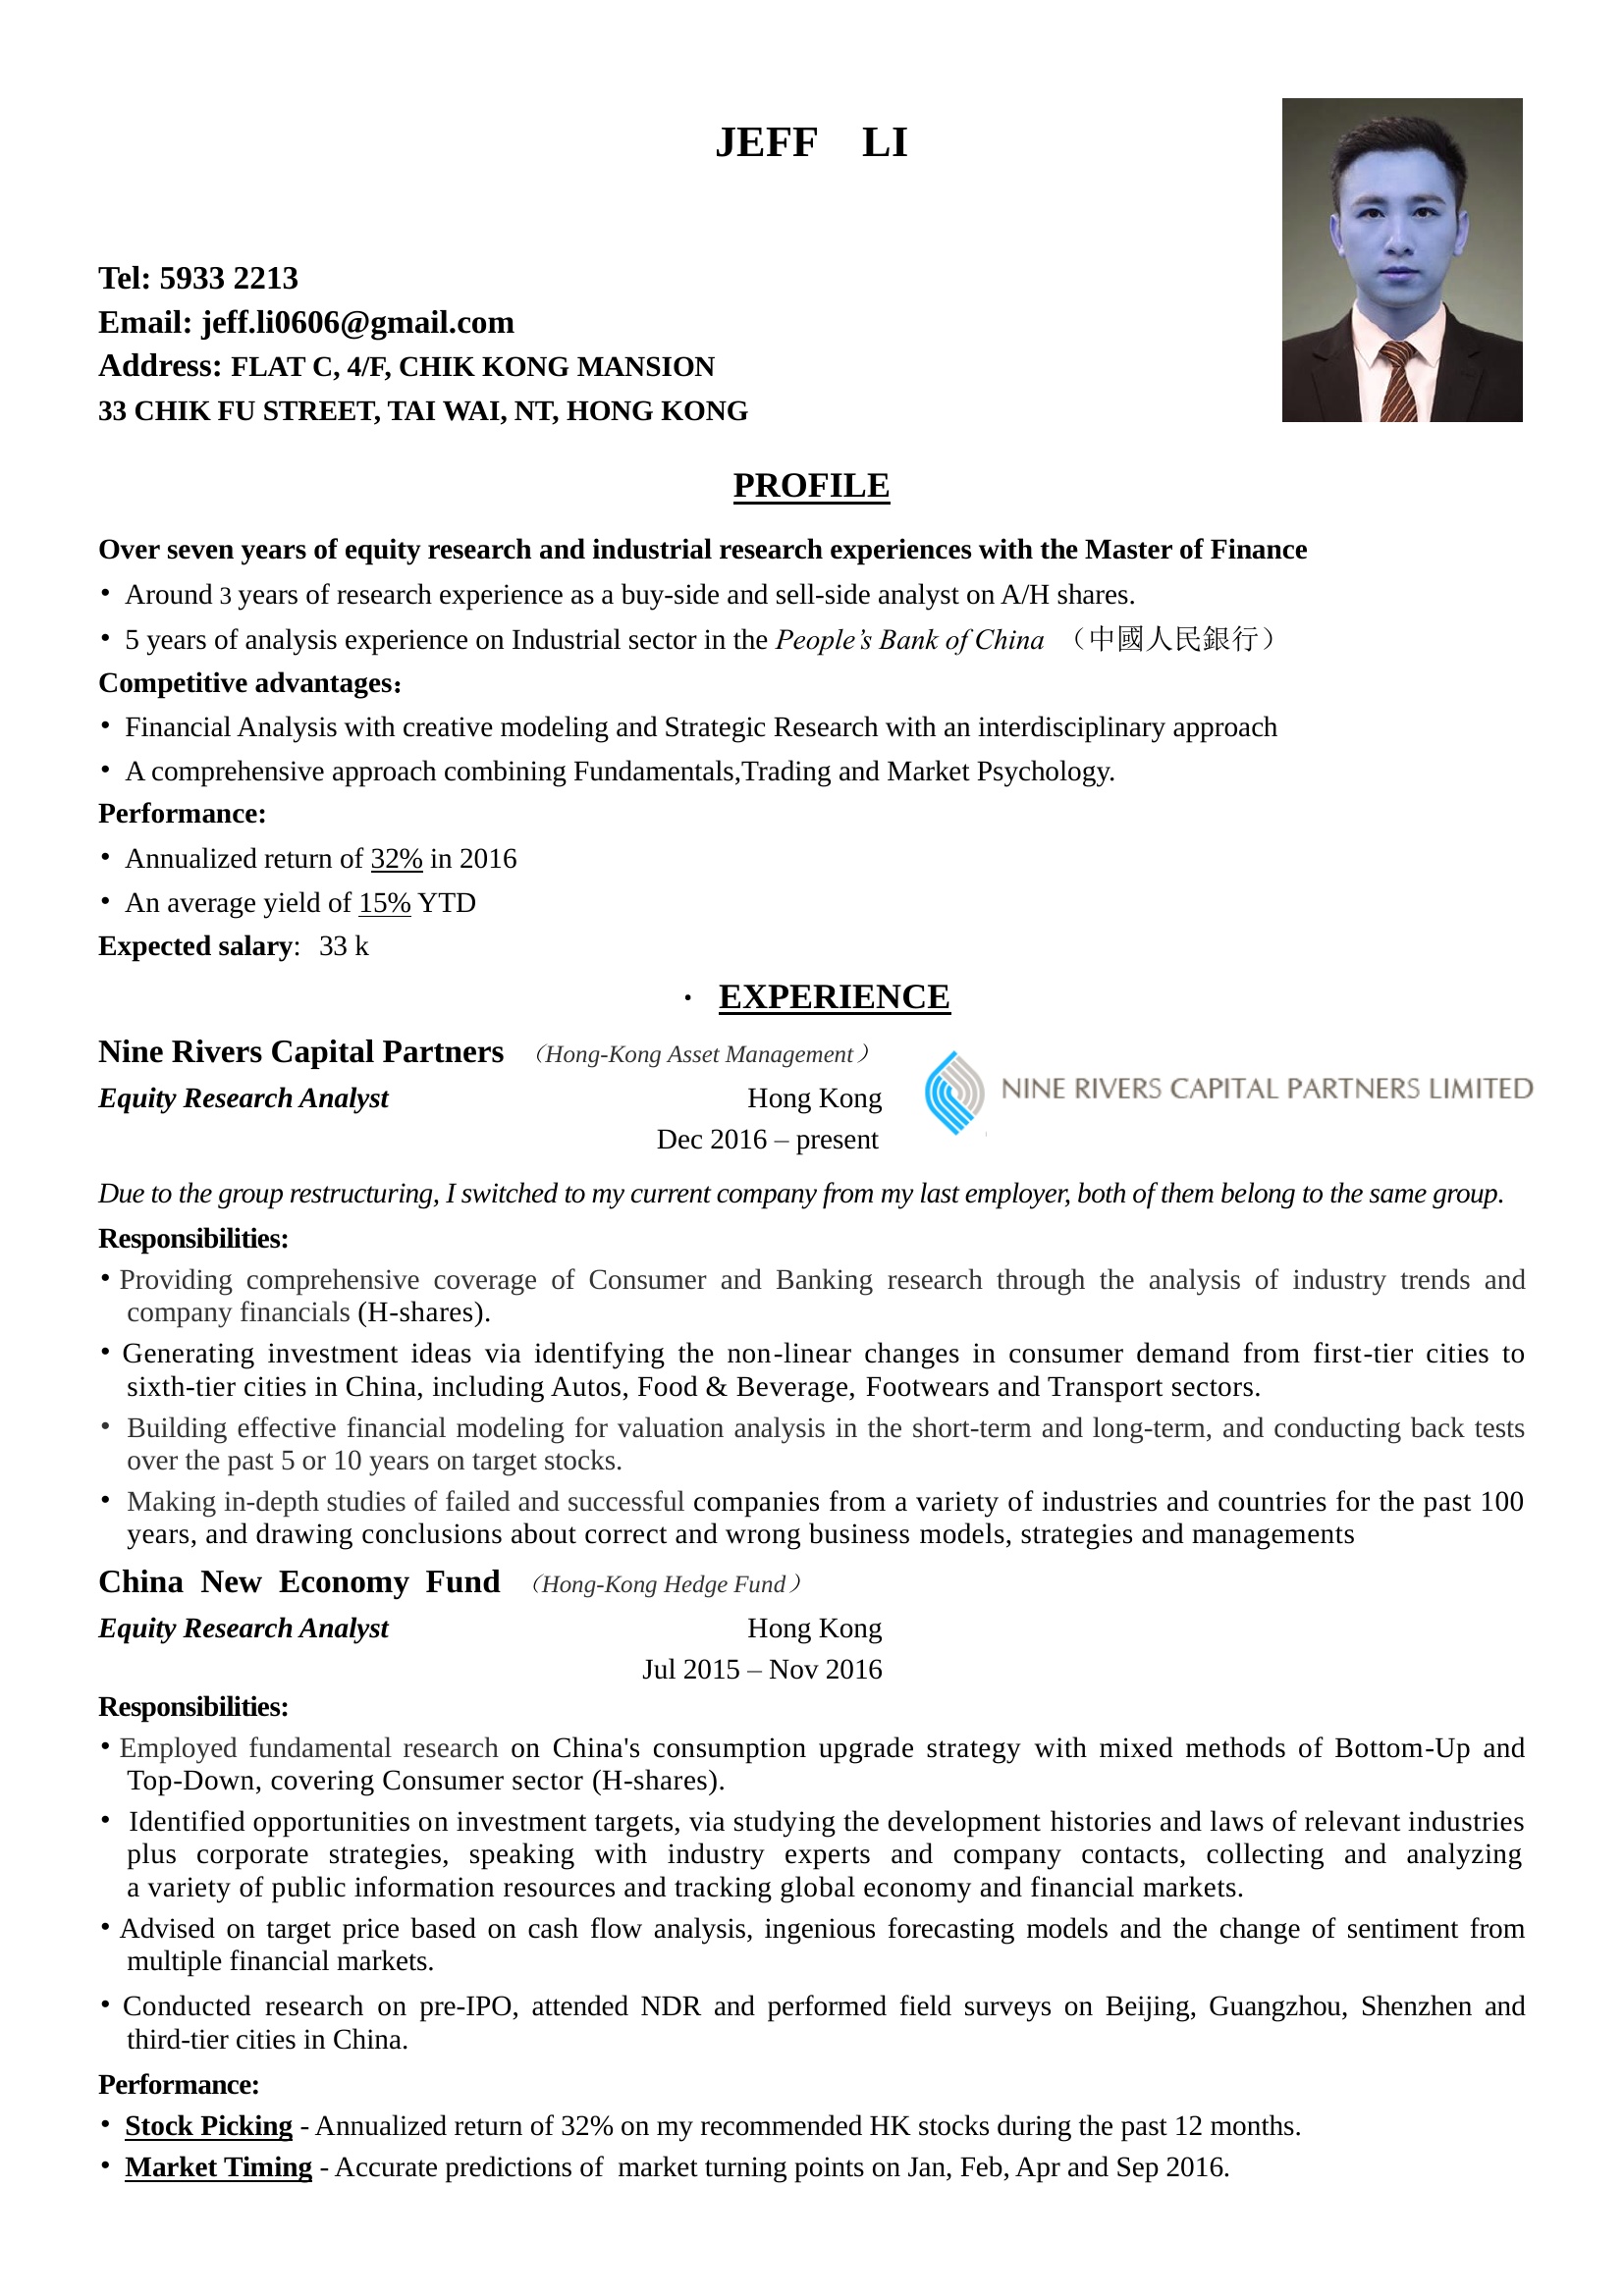 JEFF LI
Tel: 5933 2213
Email: jeff.li0606@gmail.com
Address: FLAT C, 4/F, CHIK KONG MANSION
33 CHIK FU STREET, TAI WAI, NT, HONG KONG
PROFILE
Over seven years of equity research and industrial research experiences with the Master of Finance
• Around 3 years of research experience as a buy-side and sell-side analyst on A/H shares.
• 5 years of analysis experience on Industrial sector in the People’s Bank of China （中國人民銀行）
Competitive advantages：
• Financial Analysis with creative modeling and Strategic Research with an interdisciplinary approach
• A comprehensive approach combining Fundamentals,Trading and Market Psychology.
Performance:
• Annualized return of 32% in 2016
• An average yield of 15% YTD
Expected salary: 33 k
• EXPERIENCE
Nine Rivers Capital Partners （Hong-Kong Asset Management）
NINE RIVERS CAPITAL PARTNERS LIMITED
Equity Research Analyst Hong Kong
Dec 2016 – present
Due to the group restructuring, I switched to my current company from my last employer, both of them belong to the same group.
Responsibilities:
• Providing comprehensive coverage of Consumer and Banking research through the analysis of industry trends and
company financials (H-shares).
• Generating investment ideas via identifying the non-linear changes in consumer demand from first-tier cities to
sixth-tier cities in China, including Autos, Food & Beverage, Footwears and Transport sectors.
• Building effective financial modeling for valuation analysis in the short-term and long-term, and conducting back tests
over the past 5 or 10 years on target stocks.
• Making in-depth studies of failed and successful companies from a variety of industries and countries for the past 100
years, and drawing conclusions about correct and wrong business models, strategies and managements
China New Economy Fund （Hong-Kong Hedge Fund）
Equity Research Analyst Hong Kong
Jul 2015 – Nov 2016
Responsibilities:
• Employed fundamental research on China's consumption upgrade strategy with mixed methods of Bottom-Up and
Top-Down, covering Consumer sector (H-shares).
• Identified opportunities on investment targets, via studying the development histories and laws of relevant industries
plus corporate strategies, speaking with industry experts and company contacts, collecting and analyzing
a variety of public information resources and tracking global economy and financial markets.
• Advised on target price based on cash flow analysis, ingenious forecasting models and the change of sentiment from
multiple financial markets.
• Conducted research on pre-IPO, attended NDR and performed field surveys on Beijing, Guangzhou, Shenzhen and
third-tier cities in China.
Performance:
• Stock Picking - Annualized return of 32% on my recommended HK stocks during the past 12 months.
• Market Timing - Accurate predictions of market turning points on Jan, Feb, Apr and Sep 2016.